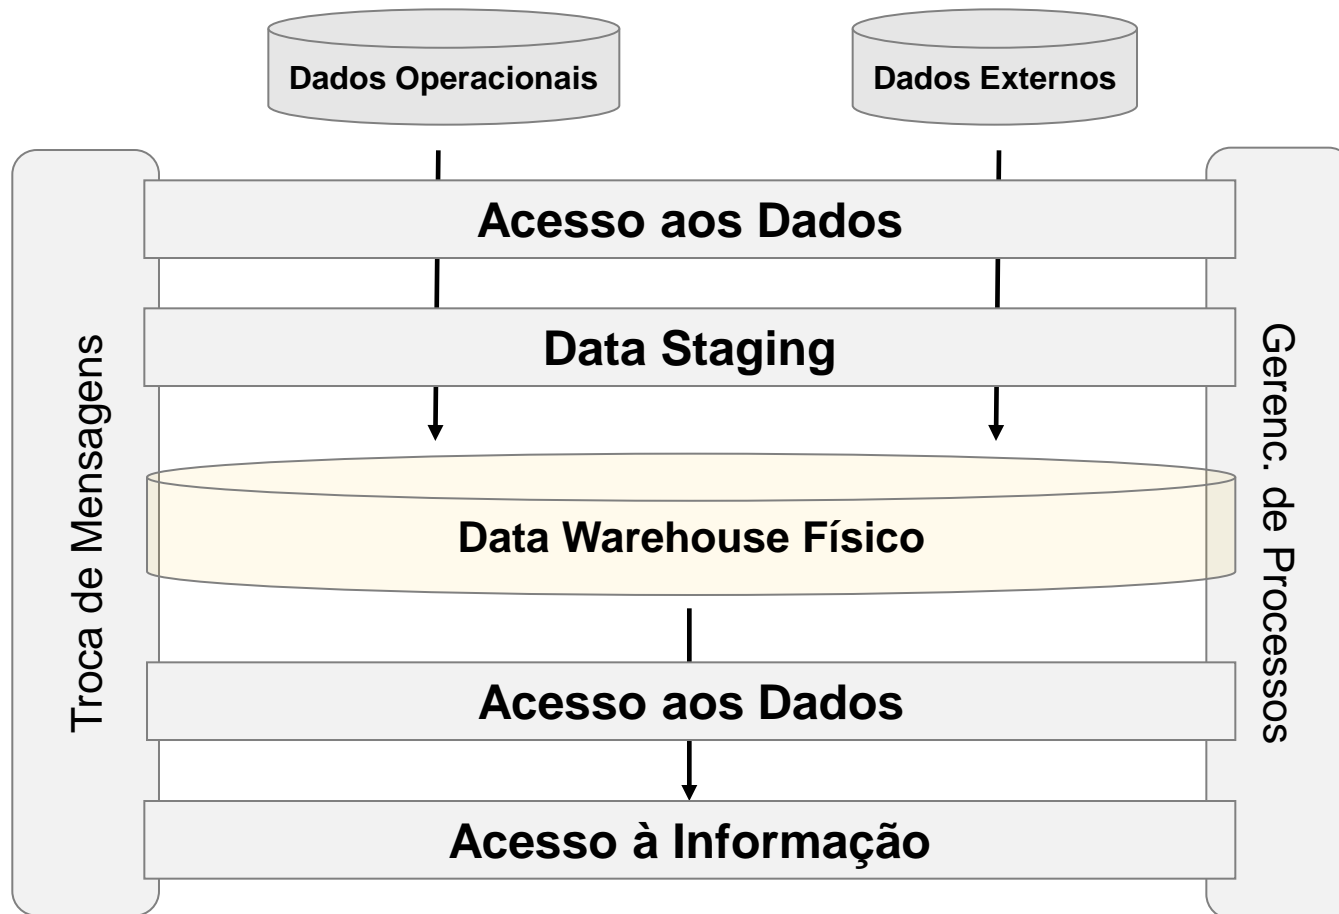 Dados Operacionais
Dados Externos
Acesso aos Dados
Data Staging
Troca de Mensagens
Gerenc. de Processos
Data Warehouse Físico
Acesso aos Dados
Acesso à Informação